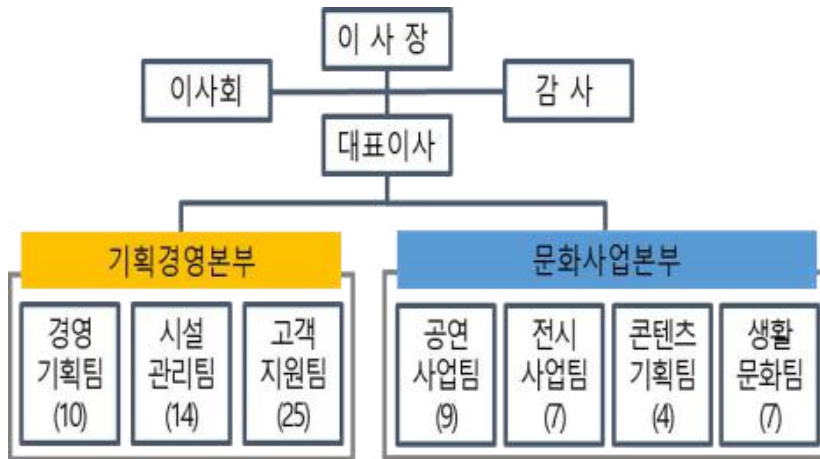 이 사 장
이사회
감 사
대표이사
기획경영본부
경영
기획팀
(10)
시설
관리팀
(14)
고객
지원팀
(25)
문화사업본부
공연
사업팀
(9)
전시
사업팀
(7)
콘텐츠
기획팀
(4)
생활
문화팀
(7)